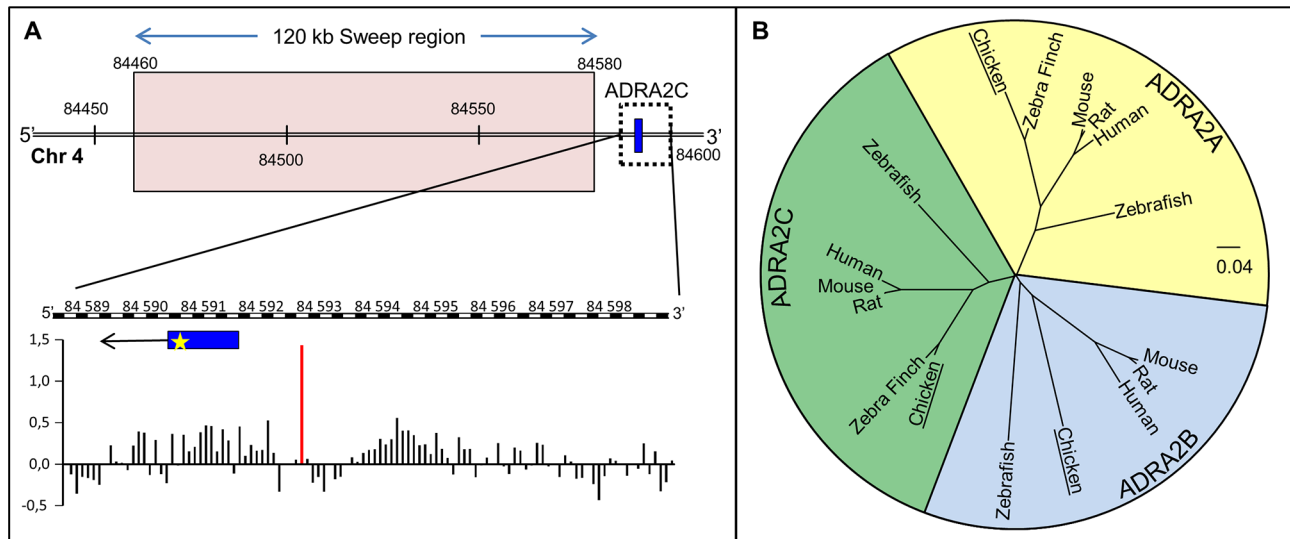 A
120 kb Sweep region
84460
84580
ADRA2C
84450
84550
5'
3'
Chr 4
84500
84600
5'
84 589 84 590 84 591 84 592 84 593 84 595 84 596 84 597 84 598
3'
1,5
1,0
0,5
0,0
-0,5
B
ADRA2A
Chicken
Zebra Finch
Mouse
Rat
Human
Zebrafish
0.04
ADRA2C
Zebrafish
Human
Mouse
Rat
Zebra Finch
Chicken
ADRA2B
Mouse
Rat
Human
Chicken
Zebrafish